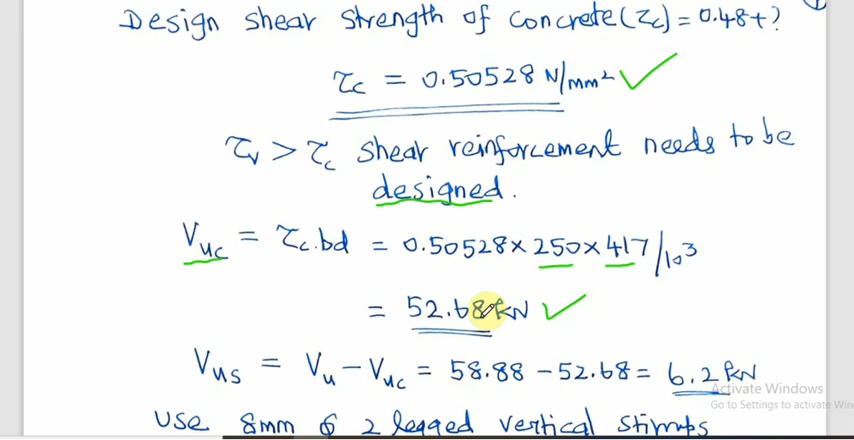 Design shear strength of concrete(τc) = 0.48+?
τc = 0.50528 N/mm²
τv > τc shear reinforcement needs to be
designed.
Vuc = τc.bd = 0.50528 × 250 × 417/10³
= 52.68 kN
Vus = Vu − Vuc = 58.88 − 52.68 = 6.2 kN
Activate Windows
Go to Settings to activate Win
Use 8mm ϕ 2 legged vertical stirrups